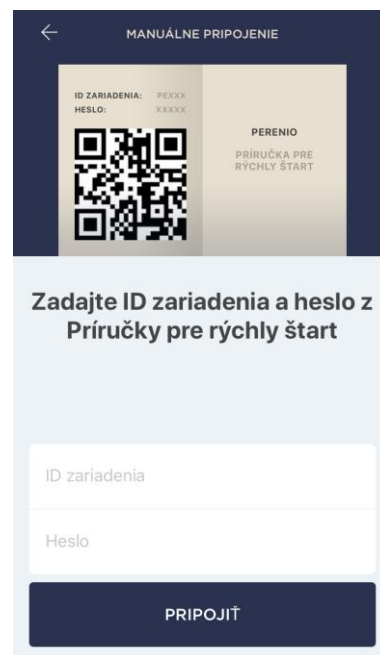 MANUÁLNE PRIPOJENIE
ID ZARIADENIA: PEXXX
HESLO: XXXXX
PERENIO
PRÍRUČKA PRE
RÝCHLY ŠTART
Zadajte ID zariadenia a heslo z
Príručky pre rýchly štart
ID zariadenia
Heslo
PRIPOJIŤ